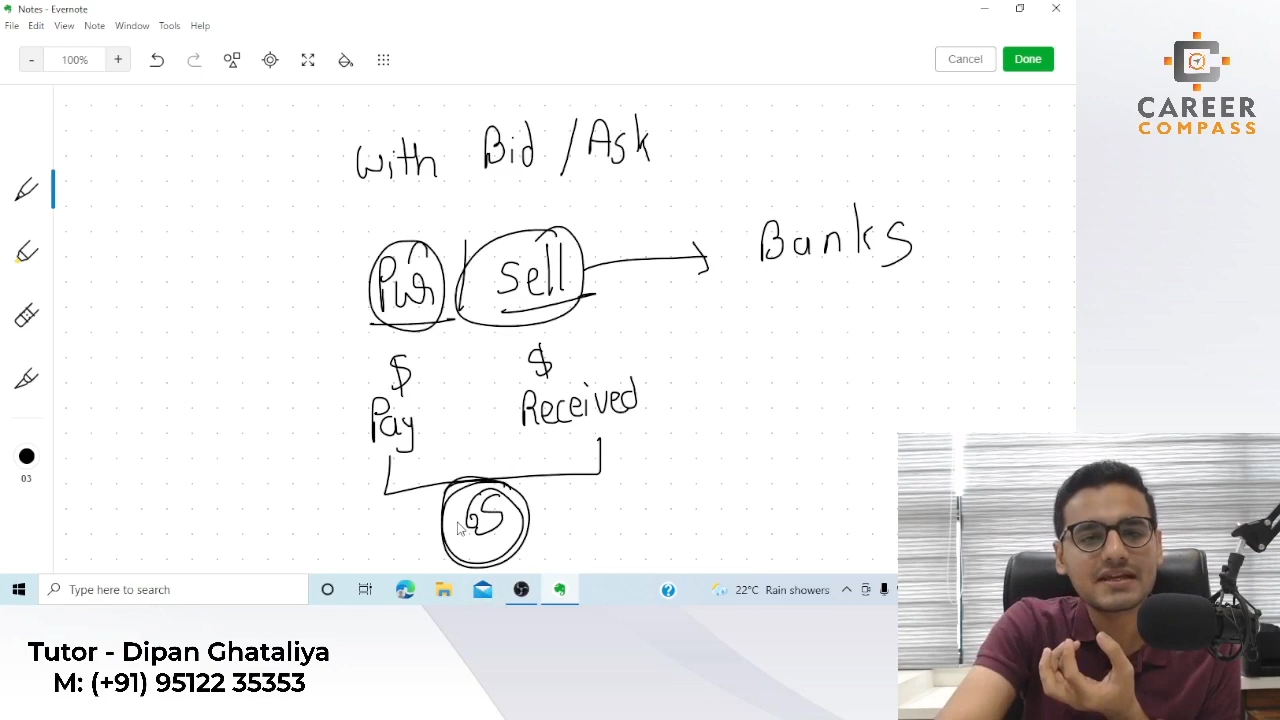 Notes - Evernote
File Edit View Note Window Tools Help
- 100% +
Cancel Done
CAREER
COMPASS
With Bid / Ask
Pur | Sell
Banks
$ $
Pay Received
03
Type here to search
22°C Rain showers
Tutor - Dipan Ghataliya
M: (+91) 95122 35353